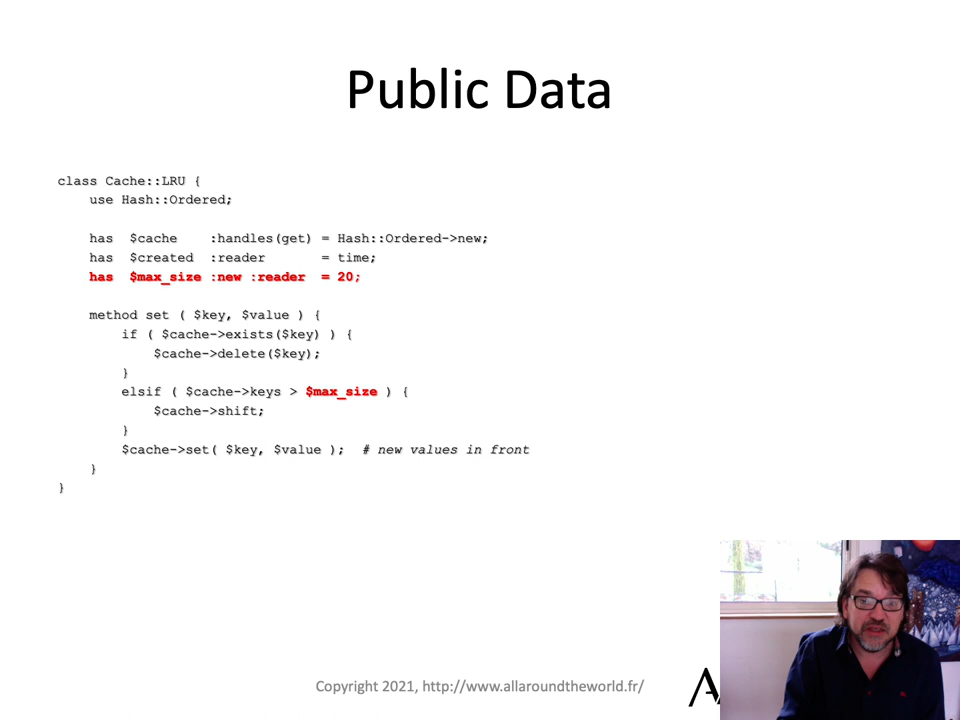 Public Data
class Cache::LRU {
use Hash::Ordered;
has $cache :handles(get) = Hash::Ordered->new;
has $created :reader = time;
has $max_size :new :reader = 20;
method set ( $key, $value ) {
if ( $cache->exists($key) ) {
$cache->delete($key);
}
elsif ( $cache->keys > $max_size ) {
$cache->shift;
}
$cache->set( $key, $value ); # new values in front
}
}
Copyright 2021, http://www.allaroundtheworld.fr/